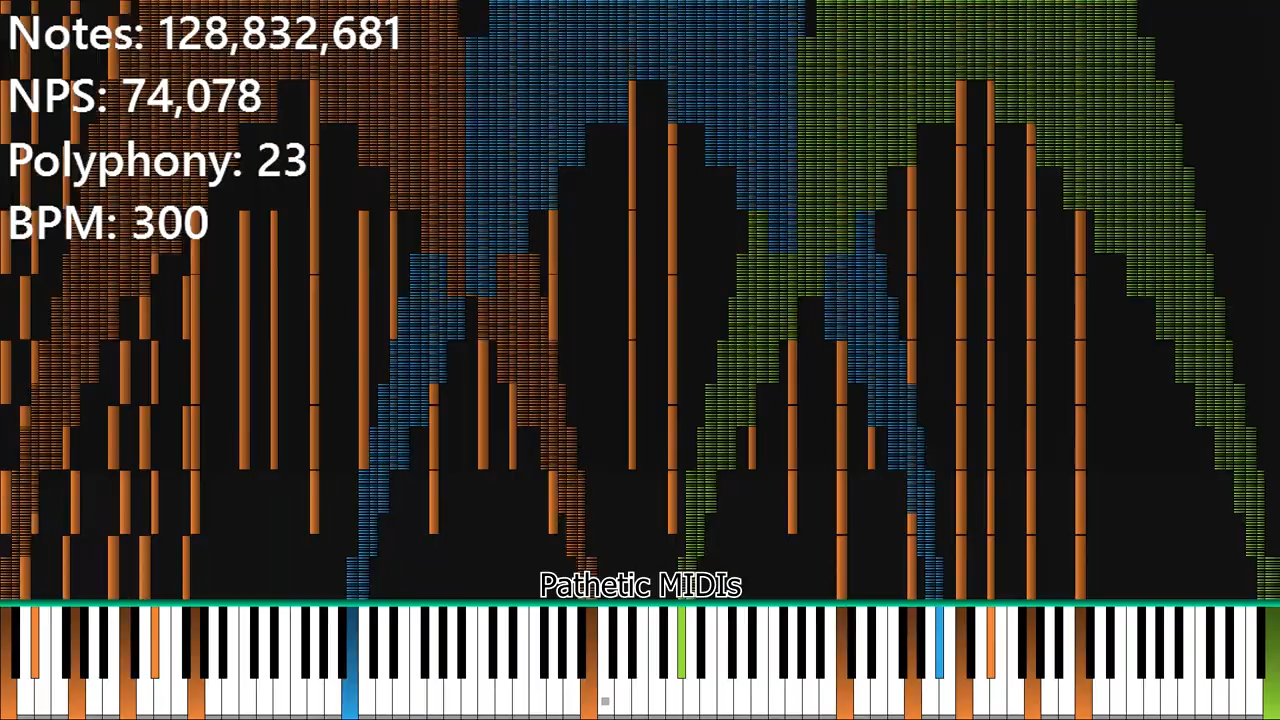 Notes: 128,832,681
NPS: 74,078
Polyphony: 23
BPM: 300
Pathetic MIDIs